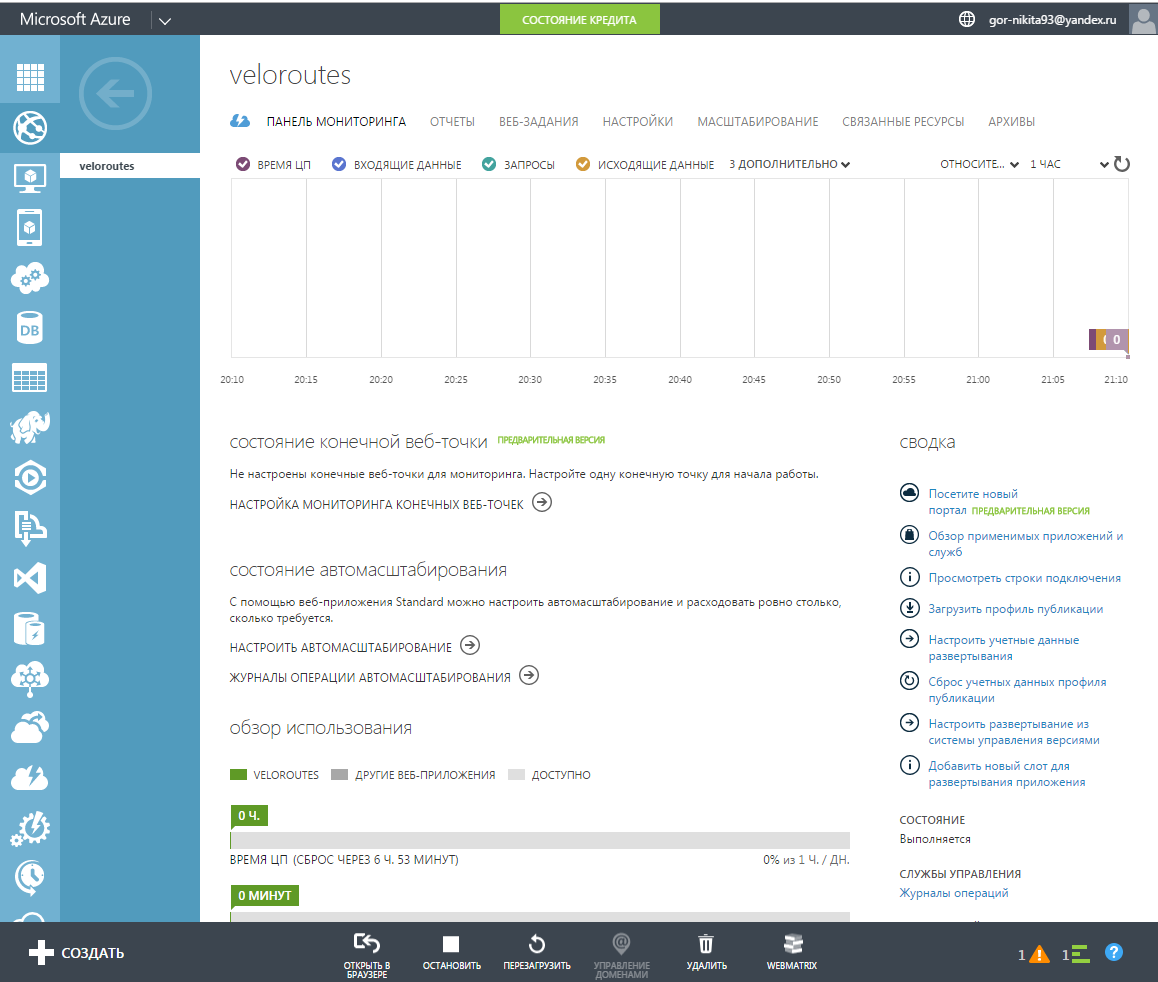 Microsoft Azure
СОСТОЯНИЕ КРЕДИТА
gor-nikita93@yandex.ru
veloroutes
veloroutes
ПАНЕЛЬ МОНИТОРИНГА ОТЧЕТЫ ВЕБ-ЗАДАНИЯ НАСТРОЙКИ МАСШТАБИРОВАНИЕ СВЯЗАННЫЕ РЕСУРСЫ АРХИВЫ
ВРЕМЯ ЦП ВХОДЯЩИЕ ДАННЫЕ ЗАПРОСЫ ИСХОДЯЩИЕ ДАННЫЕ 3 ДОПОЛНИТЕЛЬНО ОТНОСИТЕ... 1 ЧАС
0
20:10 20:15 20:20 20:25 20:30 20:35 20:40 20:45 20:50 20:55 21:00 21:05 21:10
состояние конечной веб-точки ПРЕДВАРИТЕЛЬНАЯ ВЕРСИЯ
Не настроены конечные веб-точки для мониторинга. Настройте одну конечную точку для начала работы.
НАСТРОЙКА МОНИТОРИНГА КОНЕЧНЫХ ВЕБ-ТОЧЕК
состояние автомасштабирования
С помощью веб-приложения Standard можно настроить автомасштабирование и расходовать ровно столько,
сколько требуется.
НАСТРОИТЬ АВТОМАСШТАБИРОВАНИЕ
ЖУРНАЛЫ ОПЕРАЦИИ АВТОМАСШТАБИРОВАНИЯ
обзор использования
VELOROUTES ДРУГИЕ ВЕБ-ПРИЛОЖЕНИЯ ДОСТУПНО
0 Ч.
ВРЕМЯ ЦП (СБРОС ЧЕРЕЗ 6 Ч. 53 МИНУТ) 0% из 1 Ч. / ДН.
0 МИНУТ
сводка
Посетите новый
портал ПРЕДВАРИТЕЛЬНАЯ ВЕРСИЯ
Обзор применимых приложений и
служб
Просмотреть строки подключения
Загрузить профиль публикации
Настроить учетные данные
развертывания
Сброс учетных данных профиля
публикации
Настроить развертывание из
системы управления версиями
Добавить новый слот для
развертывания приложения
СОСТОЯНИЕ
Выполняется
СЛУЖБЫ УПРАВЛЕНИЯ
Журналы операций
DB
СОЗДАТЬ
ОТКРЫТЬ В
БРАУЗЕРЕ
ОСТАНОВИТЬ
ПЕРЕЗАГРУЗИТЬ
УПРАВЛЕНИЕ
ДОМЕНАМИ
УДАЛИТЬ
WEBMATRIX
1 1 ?